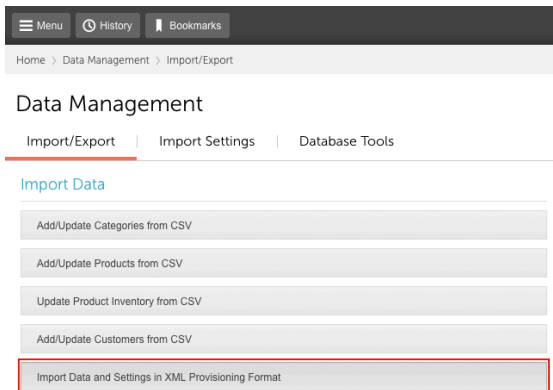 Menu History Bookmarks
Home > Data Management > Import/Export
Data Management
Import/Export Import Settings Database Tools
Import Data
Add/Update Categories from CSV
Add/Update Products from CSV
Update Product Inventory from CSV
Add/Update Customers from CSV
Import Data and Settings in XML Provisioning Format